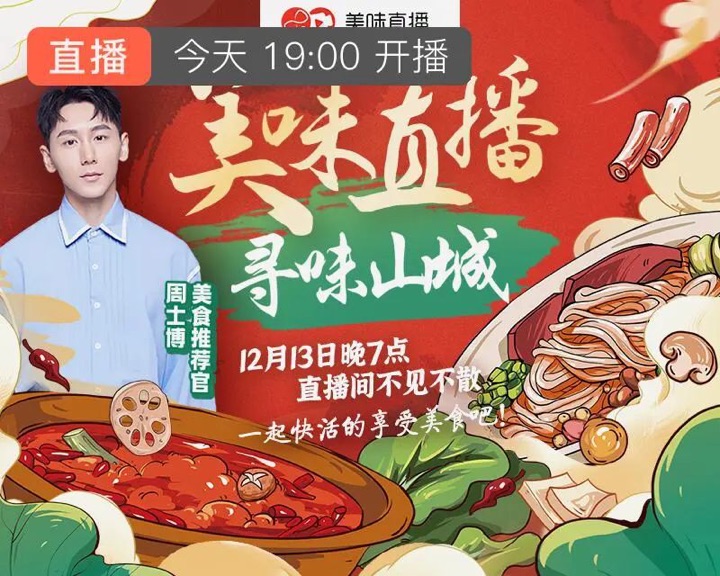 美味直播
直播 今天 19:00 开播
美味直播
寻味山城
美食推荐官
周士博
12月13日晚7点
直播间不见不散
一起快活的享受美食吧!